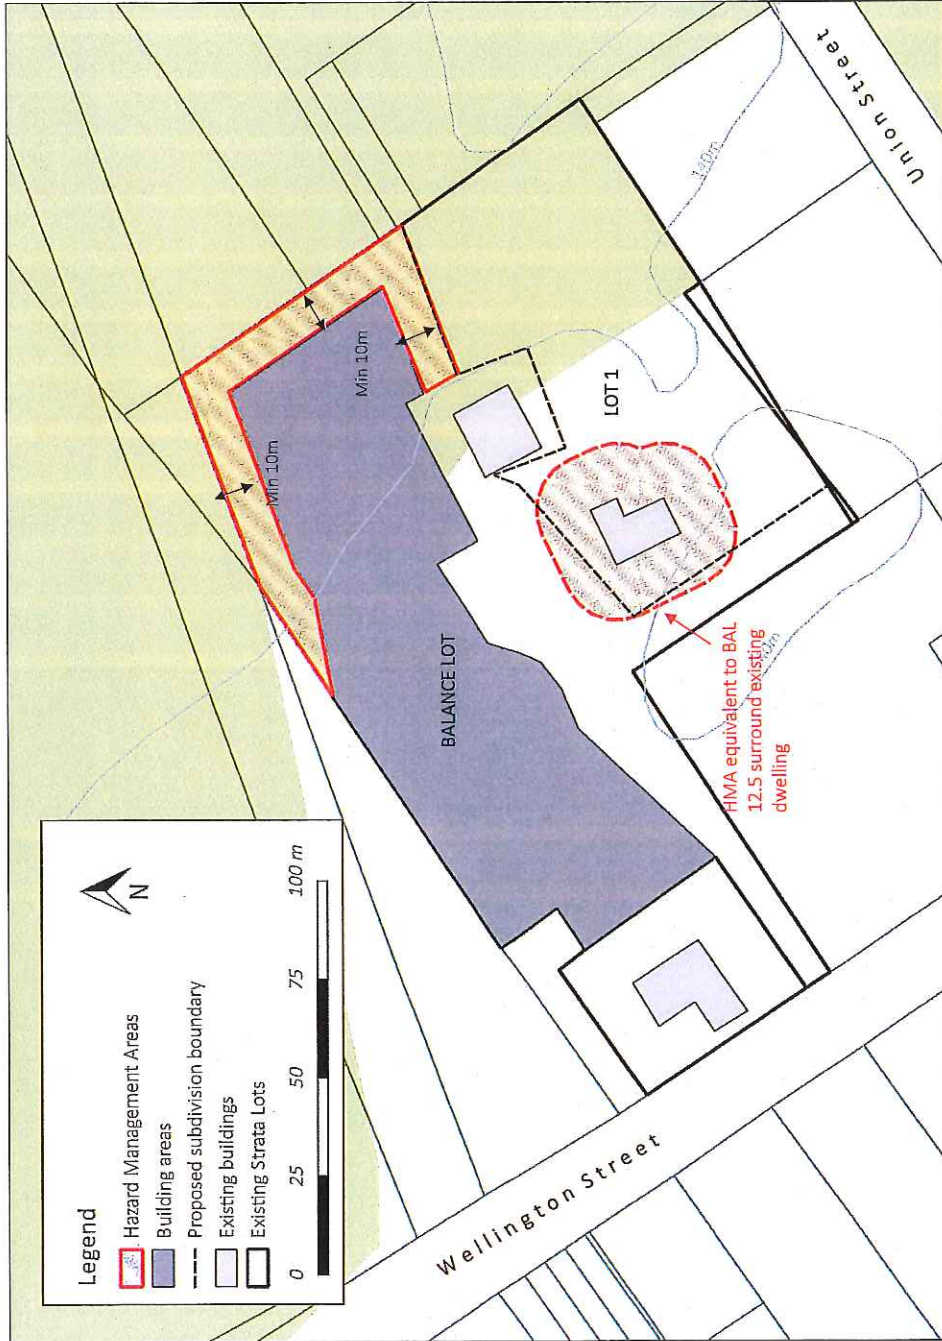 Legend
Hazard Management Areas
Building areas
Proposed subdivision boundary
Existing buildings
Existing Strata Lots
N
0 25 50 75 100 m
Min 10m
Min 10m
BALANCE LOT
LOT 1
HMA equivalent to BAL
12.5 surround existing
dwelling
140m
Wellington Street
Union Street